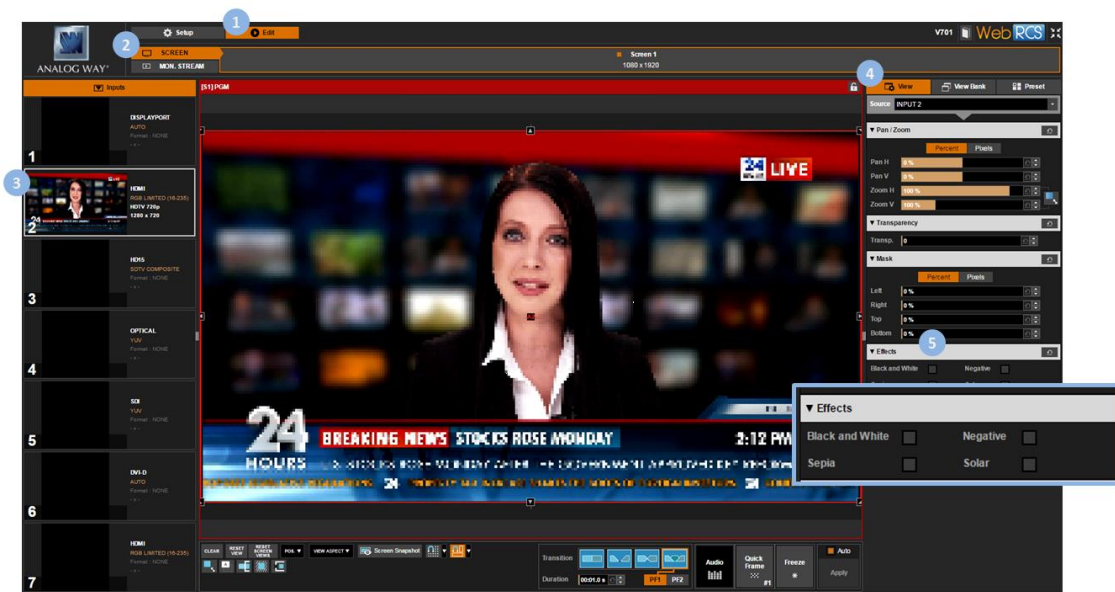 1
Setup
Edit
V701
Web RCS
2
SCREEN
MON. STREAM
Screen 1
1080 x 1920
ANALOG WAY
4
Inputs
[S1] PGM
View
View Bank
Preset
Source INPUT 2
DISPLAYPORT
AUTO
Format : NONE
- x -
1
Pan / Zoom
Percent
Pixels
Pan H 0 %
Pan V 0 %
Zoom H 100 %
Zoom V 100 %
3
HDMI
RGB LIMITED (16-235)
HDTV 720p
1280 x 720
2
24
LIVE
Transparency
Transp. 0
Mask
Percent
Pixels
Left 0 %
Right 0 %
Top 0 %
Bottom 0 %
HD15
SDTV COMPOSITE
Format : NONE
- x -
3
OPTICAL
YUV
Format : NONE
- x -
4
5
Effects
Black and White
Negative
Effects
Black and White
Negative
Sepia
Solar
SDI
YUV
Format : NONE
- x -
5
24
HOURS
BREAKING NEWS STOCKS ROSE MONDAY
2:12 PM
24
24
DVI-D
AUTO
Format : NONE
- x -
6
HDMI
RGB LIMITED (16-235)
Format : NONE
- x -
7
CLEAR
RESET VIEW
RESET SCREEN VIEWS
POS.
VIEW ASPECT
Screen Snapshot
Transition
Duration 00:01.0 s
PF1
PF2
Audio
Quick Frame
#1
Freeze
Auto
Apply